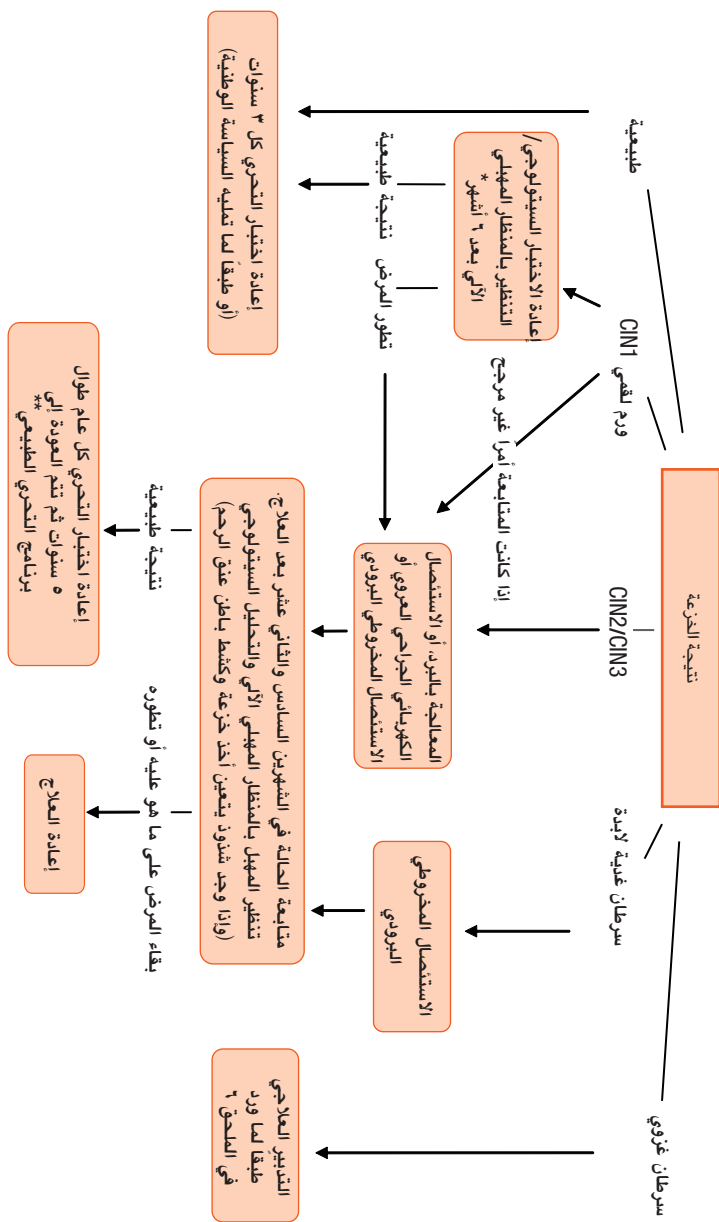 نتيجة الخزعة
طبيعية
CIN1
ورم لقمي
CIN2/CIN3
سرطان غدية لابدة
سرطان غزوي
إعادة الاختبار السيتولوجي/
التنظير بالمنظار المهبلي
الآلي بعد ٦ أشهر*
إذا كانت المتابعة أمراً غير مرجح
نتيجة طبيعية
تطور المرض
إعادة اختبار التحري كل ٣ سنوات
(أو طبقاً لما تمليه السياسة الوطنية)
المعالجة بالبرد، أو الاستئصال
الكهربائي الجراحي العروي أو
الاستئصال المخروطي البرودي
الاستئصال المخروطي
البرودي
متابعة الحالة في الشهرين السادس والثاني عشر بعد العلاج.
تنظير المهبل بالمنظار المهبلي الآلي والتحليل السيتولوجي
(وإذا وجد شذوذ يتعين أخذ خزعة وكشط باطن عنق الرحم)
نتيجة طبيعية
بقاء المرض على ما هو عليه أو تطوره
إعادة اختبار التحري كل عام طوال
٥ سنوات ثم تتم العودة إلى
برنامج التحري الطبيعي**
إعادة العلاج
التدبير العلاجي
طبقاً لما ورد
في الملحق ٦